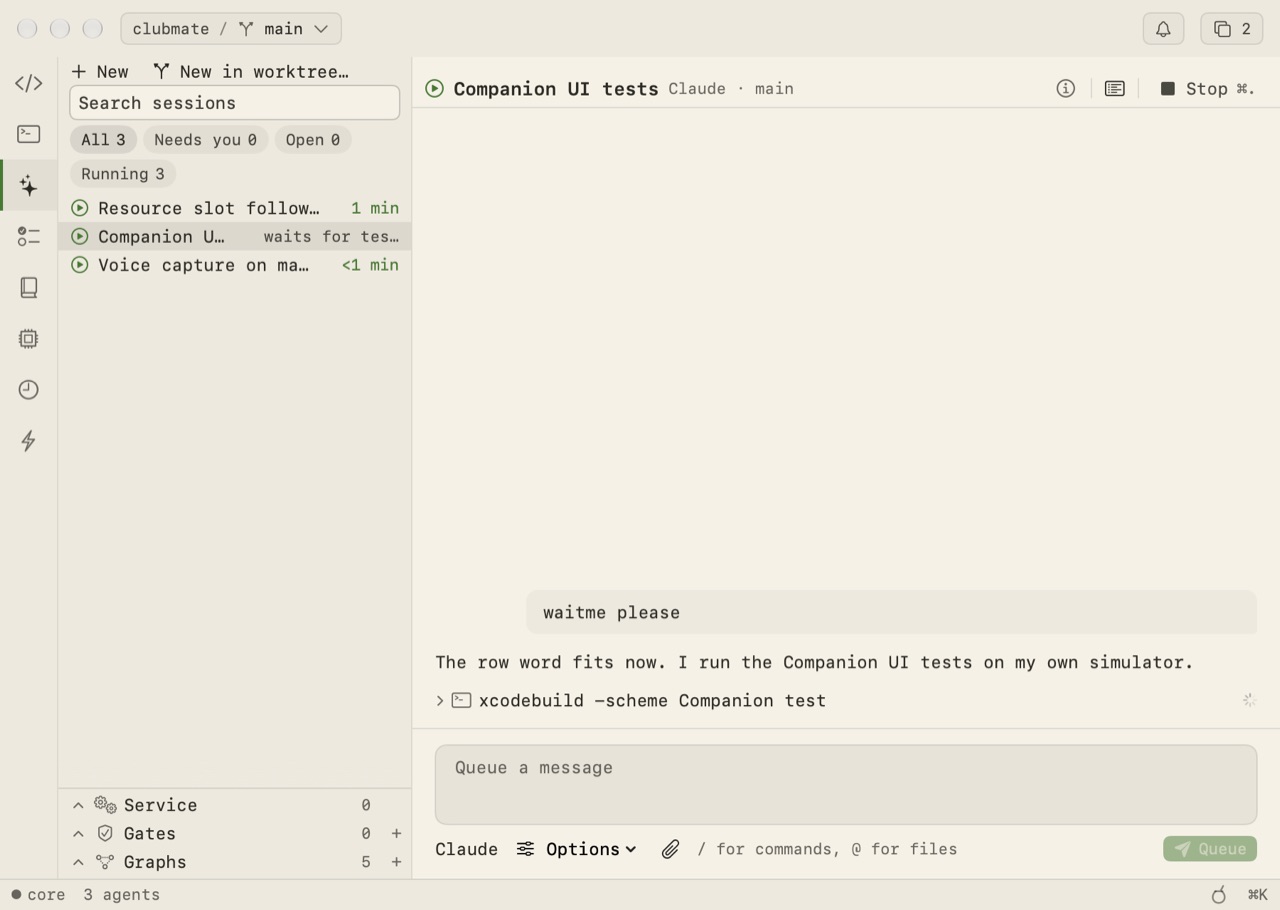 clubmate / main
2
+ New New in worktree…
Search sessions
All 3 Needs you 0 Open 0
Running 3
Resource slot follow… 1 min
Companion U… waits for tes…
Voice capture on ma… <1 min
Service 0
Gates 0 +
Graphs 5 +
Companion UI tests Claude · main
Stop ⌘.
waitme please
The row word fits now. I run the Companion UI tests on my own simulator.
xcodebuild -scheme Companion test
Queue a message
Claude Options / for commands, @ for files Queue
core 3 agents ⌘K